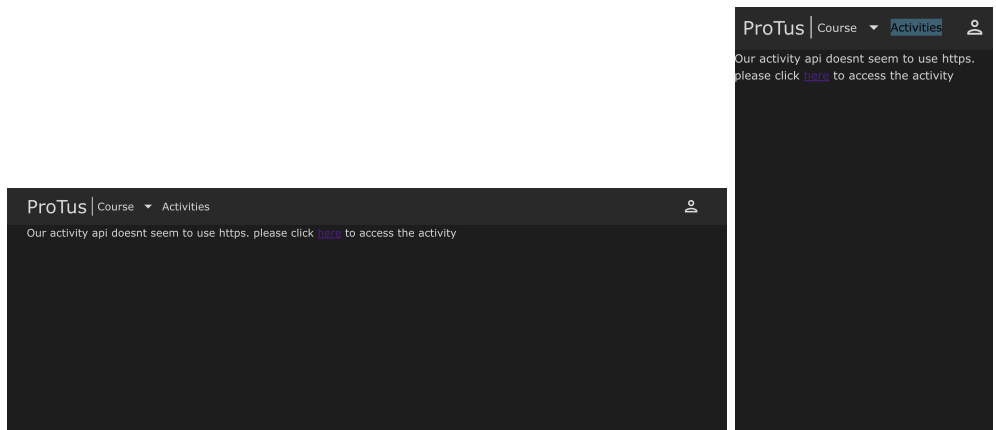 ProTus Course Activities
Our activity api doesnt seem to use https. please click here to access the activity
ProTus Course Activities
Our activity api doesnt seem to use https.
please click here to access the activity